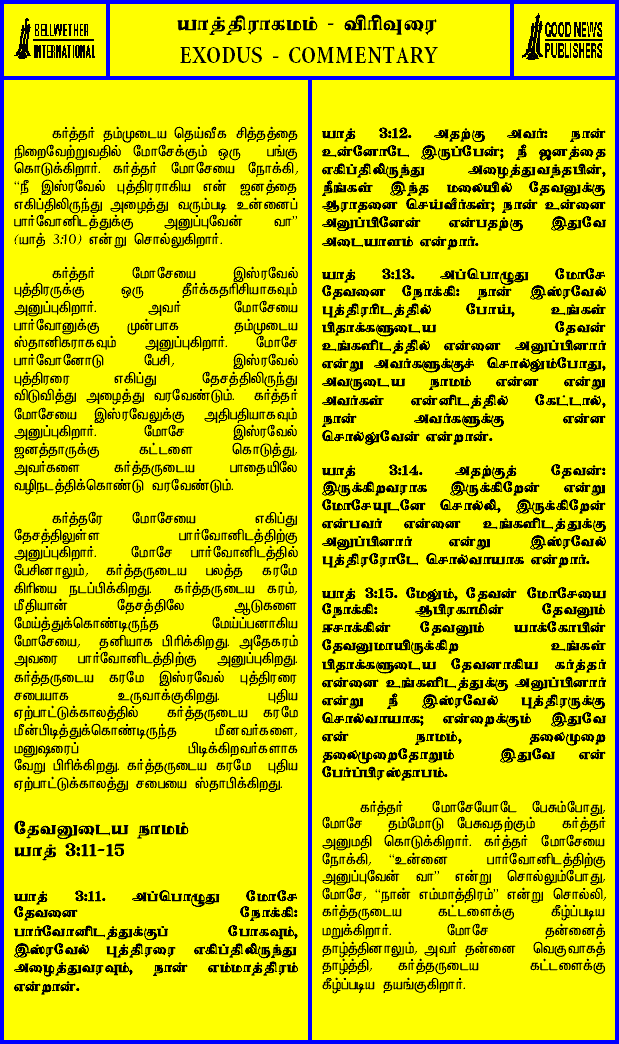 BELLWETHER
INTERNATIONAL
யாத்திராகமம் - விரிவுரை
EXODUS - COMMENTARY
GOOD NEWS
PUBLISHERS
கர்த்தர் தம்முடைய தெய்வீக சித்தத்தை
நிறைவேற்றுவதில் மோசேக்கும் ஒரு பங்கு
கொடுக்கிறார். கர்த்தர் மோசேயை நோக்கி,
“நீ இஸ்ரவேல் புத்திரராகிய என் ஜனத்தை
எகிப்திலிருந்து அழைத்து வரும்படி உன்னைப்
பார்வோனிடத்துக்கு அனுப்புவேன் வா”
(யாத் 3:10) என்று சொல்லுகிறார்.
கர்த்தர் மோசேயை இஸ்ரவேல்
புத்திரருக்கு ஒரு தீர்க்கதரிசியாகவும்
அனுப்புகிறார். அவர் மோசேயை
பார்வோனுக்கு முன்பாக தம்முடைய
ஸ்தானிகராகவும் அனுப்புகிறார். மோசே
பார்வோனோடு பேசி, இஸ்ரவேல்
புத்திரரை எகிப்து தேசத்திலிருந்து
விடுவித்து அழைத்து வரவேண்டும். கர்த்தர்
மோசேயை இஸ்ரவேலுக்கு அதிபதியாகவும்
அனுப்புகிறார். மோசே இஸ்ரவேல்
ஜனத்தாருக்கு கட்டளை கொடுத்து,
அவர்களை கர்த்தருடைய பாதையிலே
வழிநடத்திக்கொண்டு வரவேண்டும்.
கர்த்தரே மோசேயை எகிப்து
தேசத்திலுள்ள பார்வோனிடத்திற்கு
அனுப்புகிறார். மோசே பார்வோனிடத்தில்
பேசினாலும், கர்த்தருடைய பலத்த கரமே
கிரியை நடப்பிக்கிறது. கர்த்தருடைய கரம்,
மீதியான் தேசத்திலே ஆடுகளை
மேய்த்துக்கொண்டிருந்த மேய்ப்பனாகிய
மோசேயை, தனியாக பிரிக்கிறது. அதேகரம்
அவரை பார்வோனிடத்திற்கு அனுப்புகிறது.
கர்த்தருடைய கரமே இஸ்ரவேல் புத்திரரை
சபையாக உருவாக்குகிறது. புதிய
ஏற்பாட்டுக்காலத்தில் கர்த்தருடைய கரமே
மீன்பிடித்துக்கொண்டிருந்த மீனவர்களை,
மனுஷரைப் பிடிக்கிறவர்களாக
வேறு பிரிக்கிறது. கர்த்தருடைய கரமே புதிய
ஏற்பாட்டுகாலத்து சபையை ஸ்தாபிக்கிறது.
தேவனுடைய நாமம்
யாத் 3:11-15
யாத் 3:11. அப்பொழுது மோசே
தேவனை நோக்கி:
பார்வோனிடத்துக்குப் போகவும்,
இஸ்ரவேல் புத்திரரை எகிப்திலிருந்து
அழைத்துவரவும், நான் எம்மாத்திரம்
என்றான்.
யாத் 3:12. அதற்கு அவர்: நான்
உன்னோடே இருப்பேன்; நீ ஜனத்தை
எகிப்திலிருந்து அழைத்துவந்தபின்,
நீங்கள் இந்த மலையில் தேவனுக்கு
ஆராதனை செய்வீர்கள்; நான் உன்னை
அனுப்பினேன் என்பதற்கு இதுவே
அடையாளம் என்றார்.
யாத் 3:13. அப்பொழுது மோசே
தேவனை நோக்கி: நான் இஸ்ரவேல்
புத்திரரிடத்தில் போய், உங்கள்
பிதாக்களுடைய தேவன்
உங்களிடத்தில் என்னை அனுப்பினார்
என்று அவர்களுக்குச் சொல்லும்போது,
அவருடைய நாமம் என்ன என்று
அவர்கள் என்னிடத்தில் கேட்டால்,
நான் அவர்களுக்கு என்ன
சொல்லுவேன் என்றான்.
யாத் 3:14. அதற்குத் தேவன்:
இருக்கிறவராக இருக்கிறேன் என்று
மோசேயுடனே சொல்லி, இருக்கிறேன்
என்பவர் என்னை உங்களிடத்துக்கு
அனுப்பினார் என்று இஸ்ரவேல்
புத்திரரோடே சொல்வாயாக என்றார்.
யாத் 3:15. மேலும், தேவன் மோசேயை
நோக்கி: ஆபிரகாமின் தேவனும்
ஈசாக்கின் தேவனும் யாக்கோபின்
தேவனுமாயிருக்கிற உங்கள்
பிதாக்களுடைய தேவனாகிய கர்த்தர்
என்னை உங்களிடத்துக்கு அனுப்பினார்
என்று நீ இஸ்ரவேல் புத்திரருக்கு
சொல்வாயாக; என்றைக்கும் இதுவே
என் நாமம், தலைமுறை
தலைமுறைதோறும் இதுவே என்
பேர்ப்பிரஸ்தாபம்.
கர்த்தர் மோசேயோடே பேசும்போது,
மோசே தம்மோடு பேசுவதற்கும் கர்த்தர்
அனுமதி கொடுக்கிறார். கர்த்தர் மோசேயை
நோக்கி, “உன்னை பார்வோனிடத்திற்கு
அனுப்புவேன் வா” என்று சொல்லும்போது,
மோசே, “நான் எம்மாத்திரம்” என்று சொல்லி,
கர்த்தருடைய கட்டளைக்கு கீழ்ப்படிய
மறுக்கிறார். மோசே தன்னைத்
தாழ்த்தினாலும், அவர் தன்னை வெகுவாகத்
தாழ்த்தி, கர்த்தருடைய கட்டளைக்கு
கீழ்ப்படிய தயங்குகிறார்.